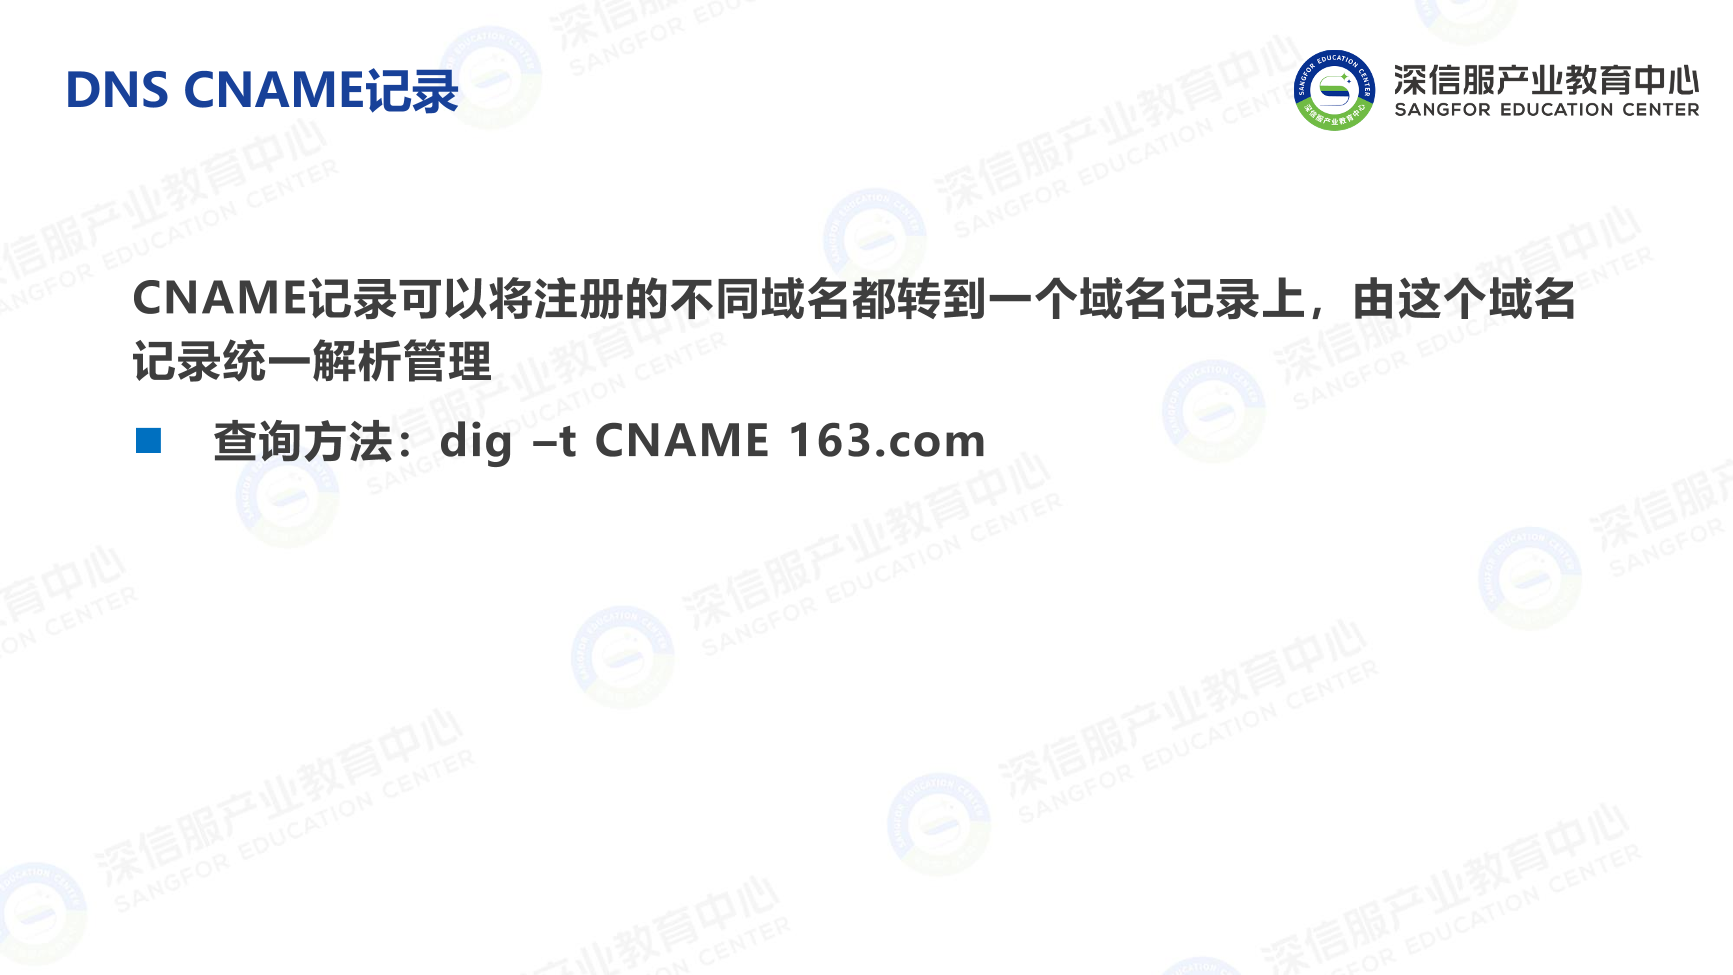 DNS CNAME记录
深信服产业教育中心
SANGFOR EDUCATION CENTER
CNAME记录可以将注册的不同域名都转到一个域名记录上，由这个域名
记录统一解析管理
■ 查询方法：dig –t CNAME 163.com